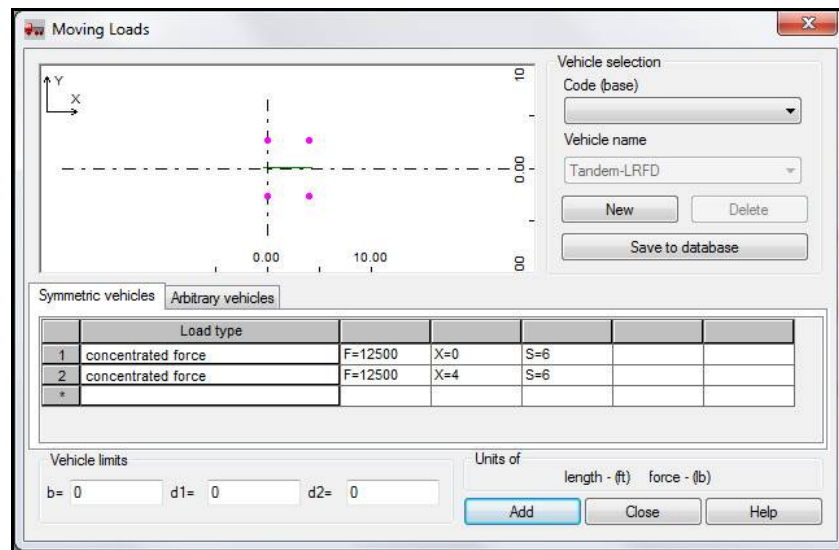 Moving Loads
Y
X
10
0.00
00
0.00
10.00
Vehicle selection
Code (base)
Vehicle name
Tandem-LRFD
New
Delete
Save to database
Symmetric vehicles
Arbitrary vehicles
Load type
1 concentrated force F=12500 X=0 S=6
2 concentrated force F=12500 X=4 S=6
*
Vehicle limits
b= 0 d1= 0 d2= 0
Units of
length - (ft) force - (lb)
Add
Close
Help